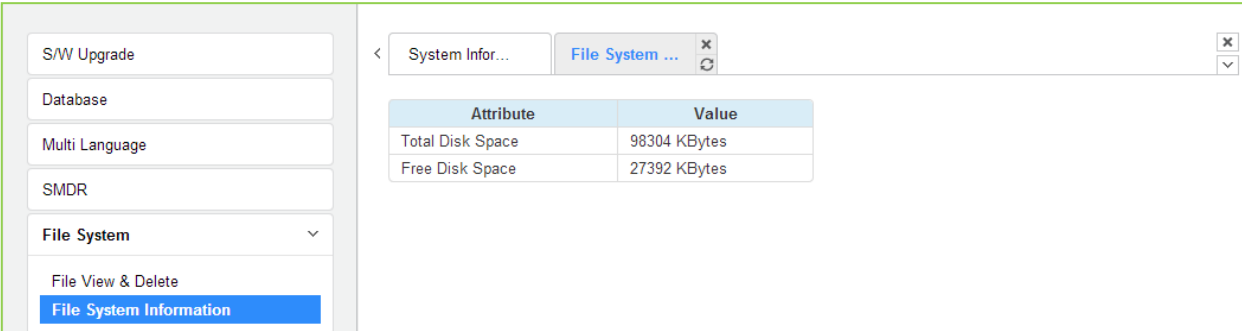 S/W Upgrade
Database
Multi Language
SMDR
File System
File View & Delete
File System Information
System Infor...
File System ...
Attribute Value
Total Disk Space 98304 KBytes
Free Disk Space 27392 KBytes